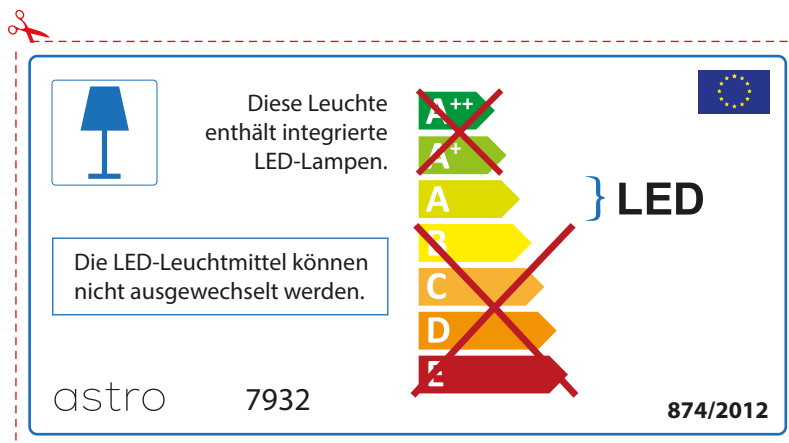 Diese Leuchte
enthält integrierte
LED-Lampen.
Die LED-Leuchtmittel können
nicht ausgewechselt werden.
A++
A+
A
B
C
D
E
LED
astro
7932
874/2012